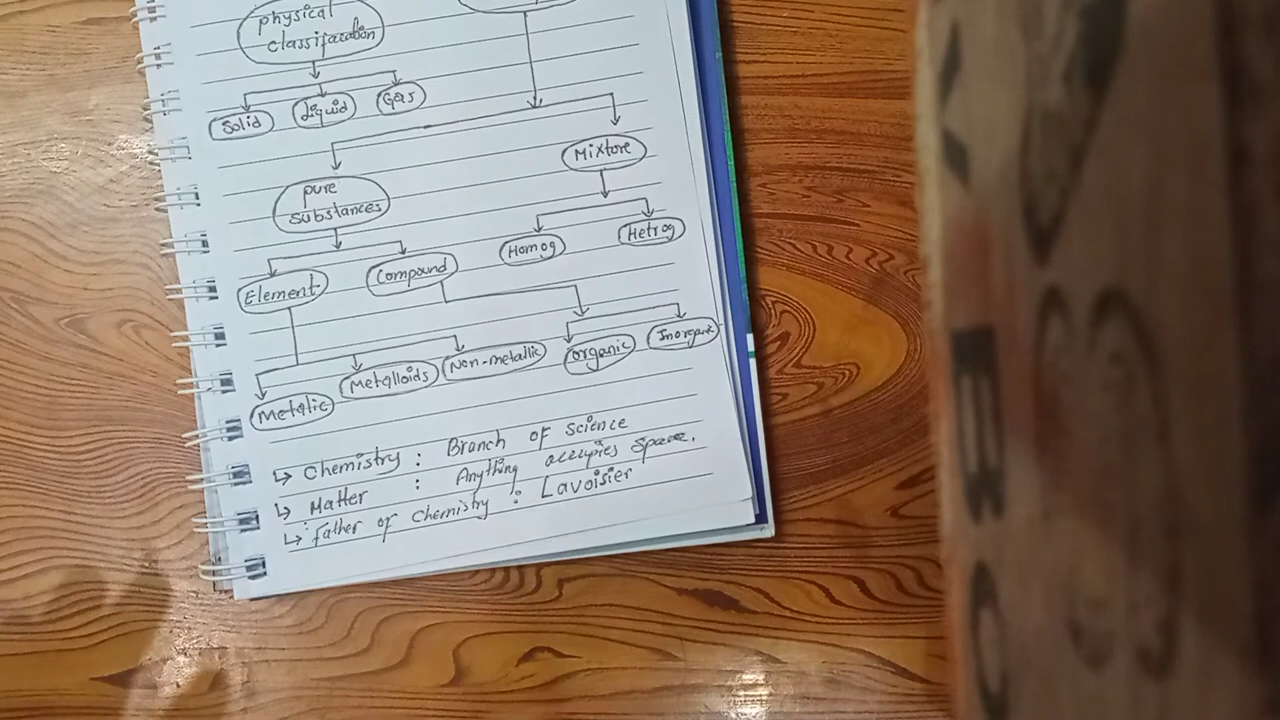 physical
classification
Solid
Liquid
Gas
Mixture
pure
Substances
Homog
Hetrog
Element
Compound
Metalic
Metalloids
Non-metallic
organic
Inorganic
↳ Chemistry : Branch of science
↳ Matter : Anything occupies space.
↳ Father of Chemistry : Lavoisier